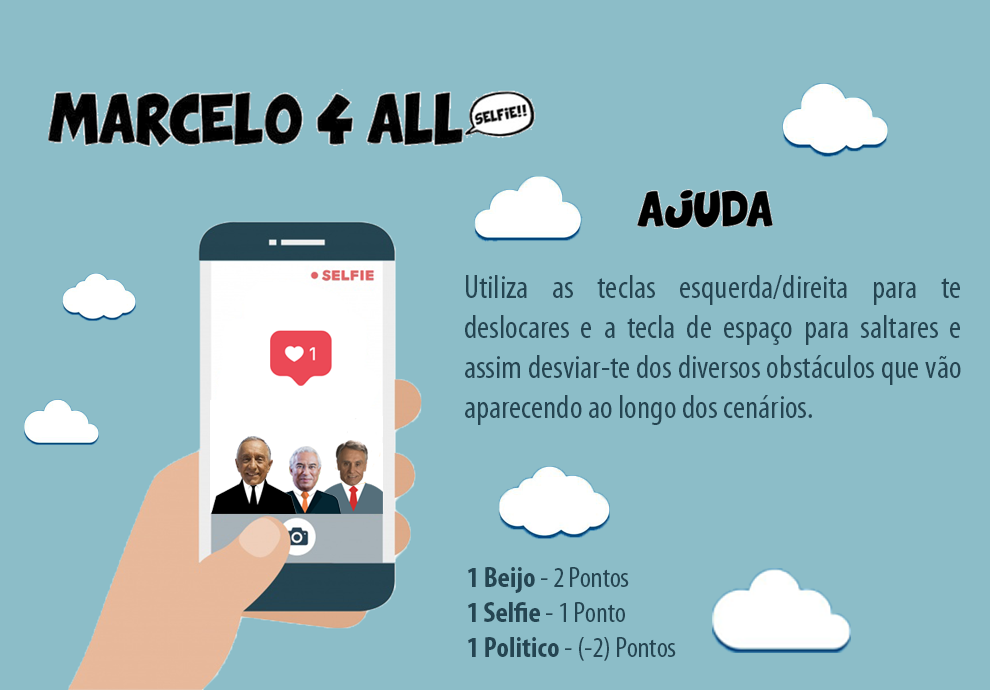 MARCELO 4 ALL
SELFiE!!
AjUDA
SELFIE
1
Utiliza as teclas esquerda/direita para te
deslocares e a tecla de espaço para saltares e
assim desviar-te dos diversos obstáculos que vão
aparecendo ao longo dos cenários.
1 Beijo - 2 Pontos
1 Selfie - 1 Ponto
1 Politico - (-2) Pontos